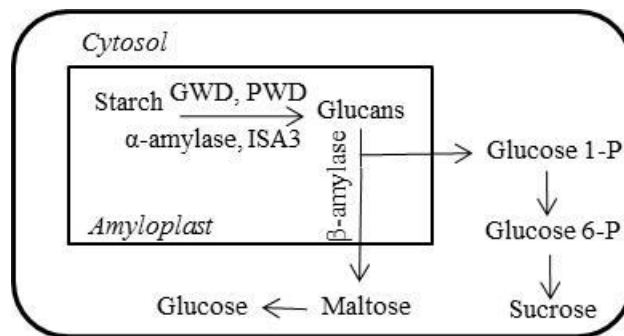 Cytosol
Starch GWD, PWD Glucans
α-amylase, ISA3
β-amylase
Glucose 1-P
Amyloplast
Glucose 6-P
Glucose Maltose Sucrose